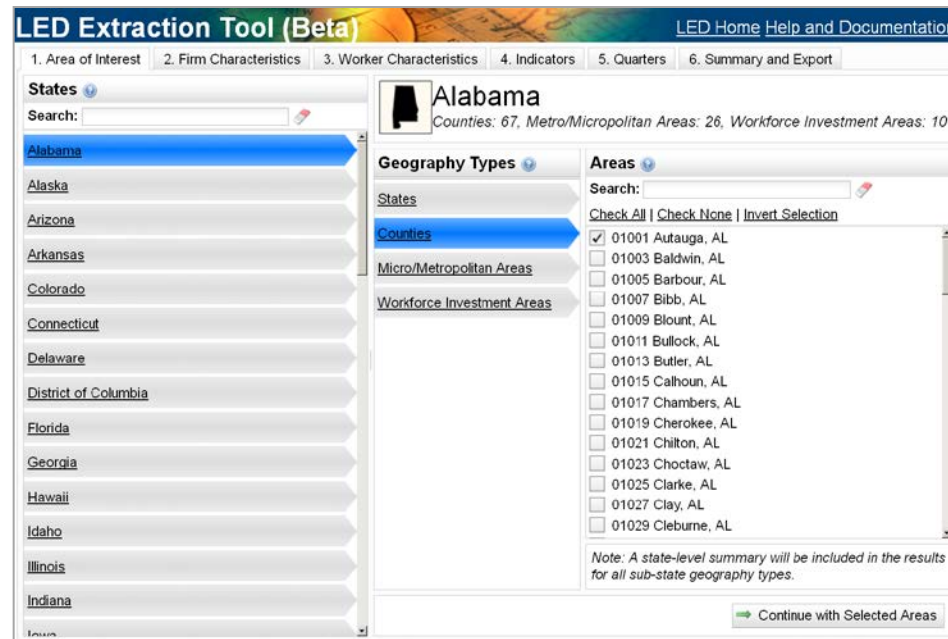 LED Extraction Tool (Beta)
LED Home Help and Documentation
1. Area of Interest 2. Firm Characteristics 3. Worker Characteristics 4. Indicators 5. Quarters 6. Summary and Export
States
Search:
Alabama
Alaska
Arizona
Arkansas
Colorado
Connecticut
Delaware
District of Columbia
Florida
Georgia
Hawaii
Idaho
Illinois
Indiana
Iowa
Alabama
Counties: 67, Metro/Micropolitan Areas: 26, Workforce Investment Areas: 10
Geography Types
States
Counties
Micro/Metropolitan Areas
Workforce Investment Areas
Areas
Search:
Check All | Check None | Invert Selection
01001 Autauga, AL
01003 Baldwin, AL
01005 Barbour, AL
01007 Bibb, AL
01009 Blount, AL
01011 Bullock, AL
01013 Butler, AL
01015 Calhoun, AL
01017 Chambers, AL
01019 Cherokee, AL
01021 Chilton, AL
01023 Choctaw, AL
01025 Clarke, AL
01027 Clay, AL
01029 Cleburne, AL
Note: A state-level summary will be included in the results
for all sub-state geography types.
Continue with Selected Areas